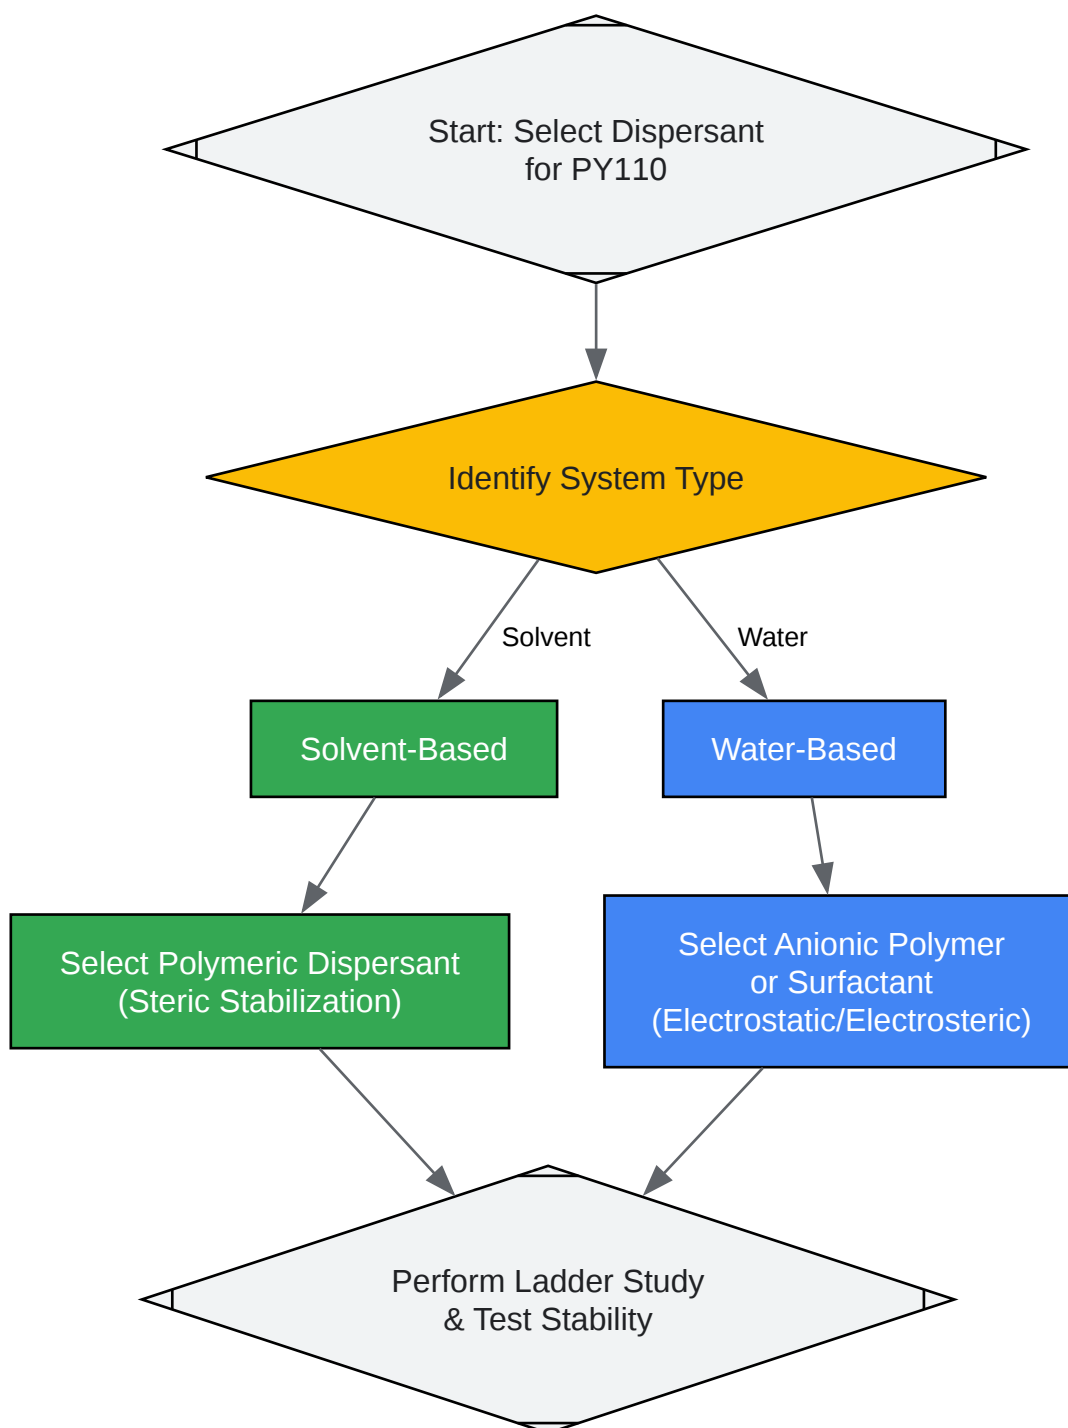 Start: Select Dispersant
for PY110
Identify System Type
Solvent
Water
Solvent-Based
Water-Based
Select Polymeric Dispersant
(Steric Stabilization)
Select Anionic Polymer
or Surfactant
(Electrostatic/Electrosteric)
Perform Ladder Study
& Test Stability